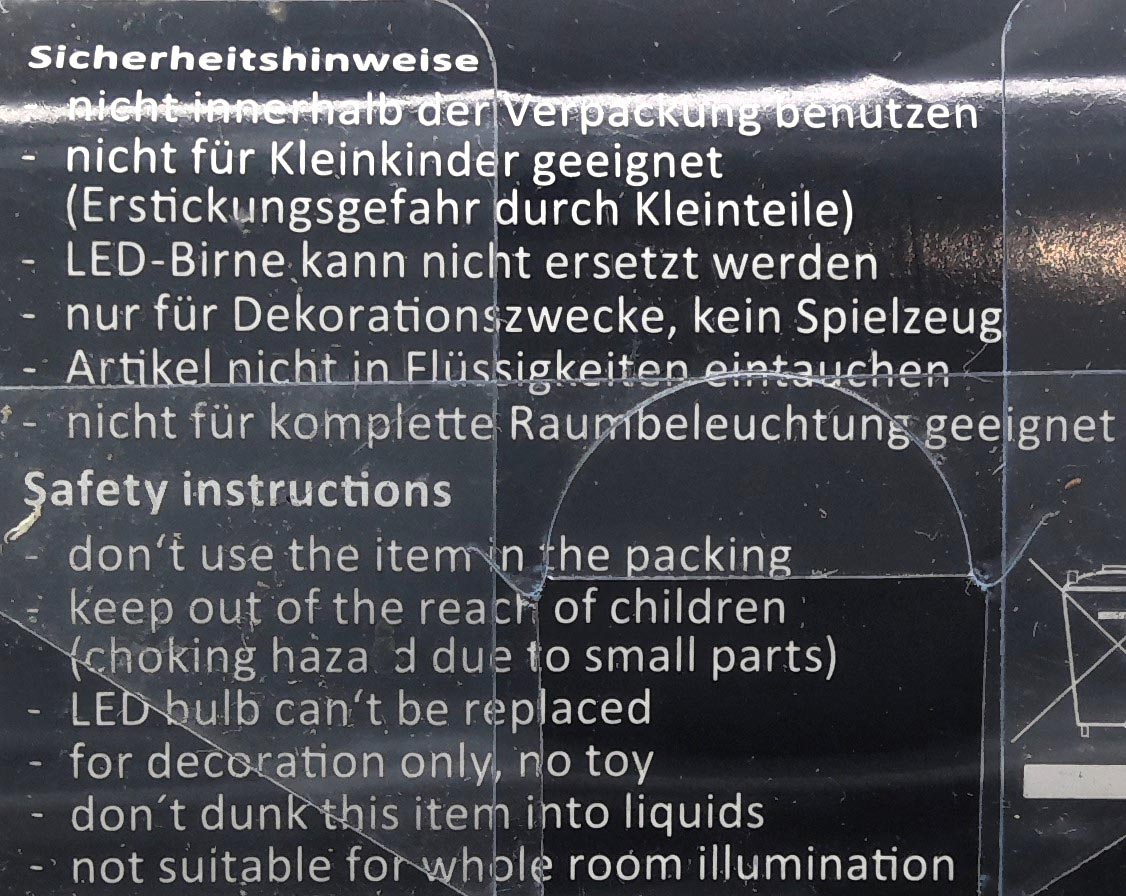 Sicherheitshinweise
- nicht innerhalb der Verpackung benutzen
- nicht für Kleinkinder geeignet
(Erstickungsgefahr durch Kleinteile)
- LED-Birne kann nicht ersetzt werden
- nur für Dekorationszwecke, kein Spielzeug
- Artikel nicht in Flüssigkeiten eintauchen
- nicht für komplette Raumbeleuchtung geeignet
Safety instructions
- don‘t use the item in the packing
- keep out of the reach of children
(choking hazard due to small parts)
- LED bulb can‘t be replaced
- for decoration only, no toy
- don´t dunk this item into liquids
- not suitable for whole room illumination